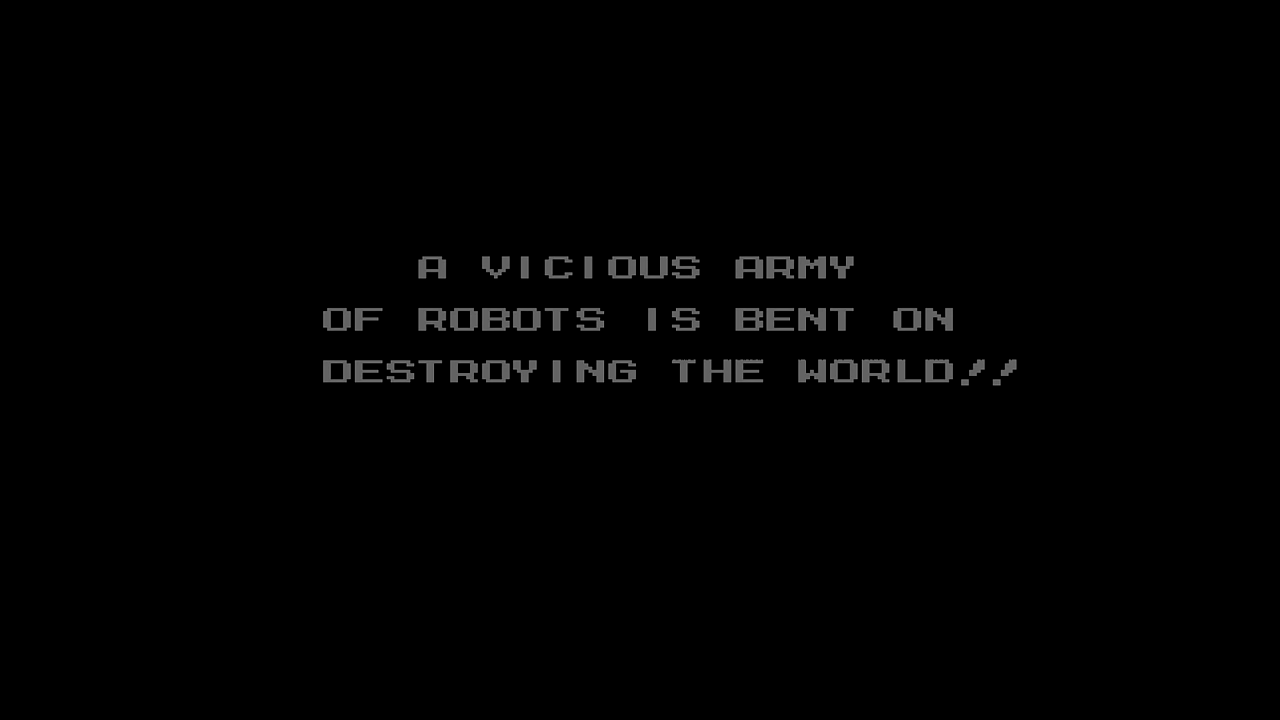 A VICIOUS ARMY
OF ROBOTS IS BENT ON
DESTROYING THE WORLD!!